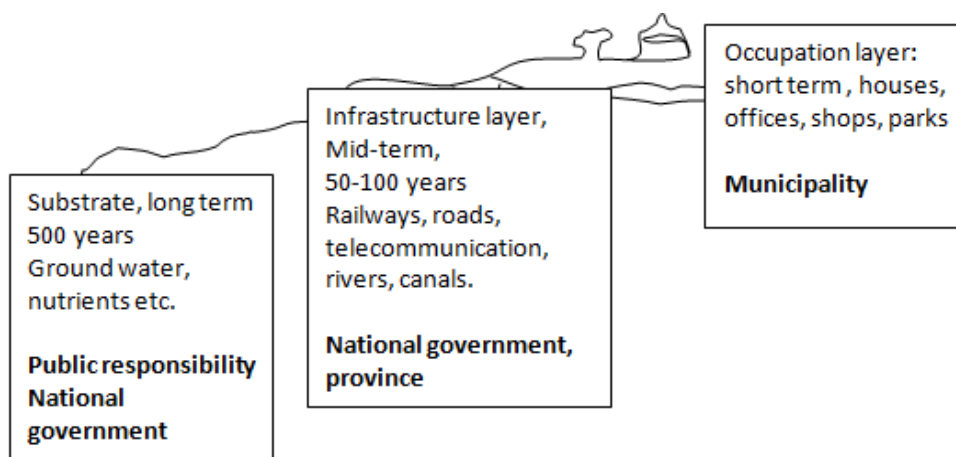 Substrate, long term
500 years
Ground water,
nutrients etc.
Public responsibility
National
government
Infrastructure layer,
Mid-term,
50-100 years
Railways, roads,
telecommunication,
rivers, canals.
National government,
province
Occupation layer:
short term , houses,
offices, shops, parks
Municipality